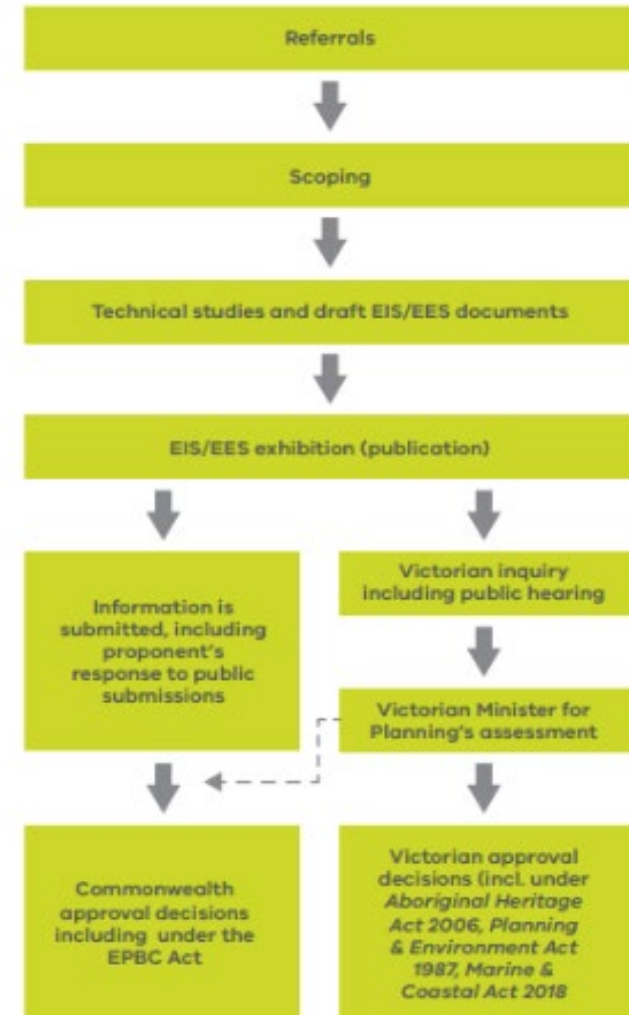 Referrals
Scoping
Technical studies and draft EIS/EES documents
EIS/EES exhibition (publication)
Information is
submitted, including
proponent's
response to public
submissions
Victorian inquiry
including public hearing
Victorian Minister for
Planning's assessment
Commonwealth
approval decisions
including under the
EPBC Act
Victorian approval
decisions (incl. under
Aboriginal Heritage
Act 2006, Planning
& Environment Act
1987, Marine &
Coastal Act 2018